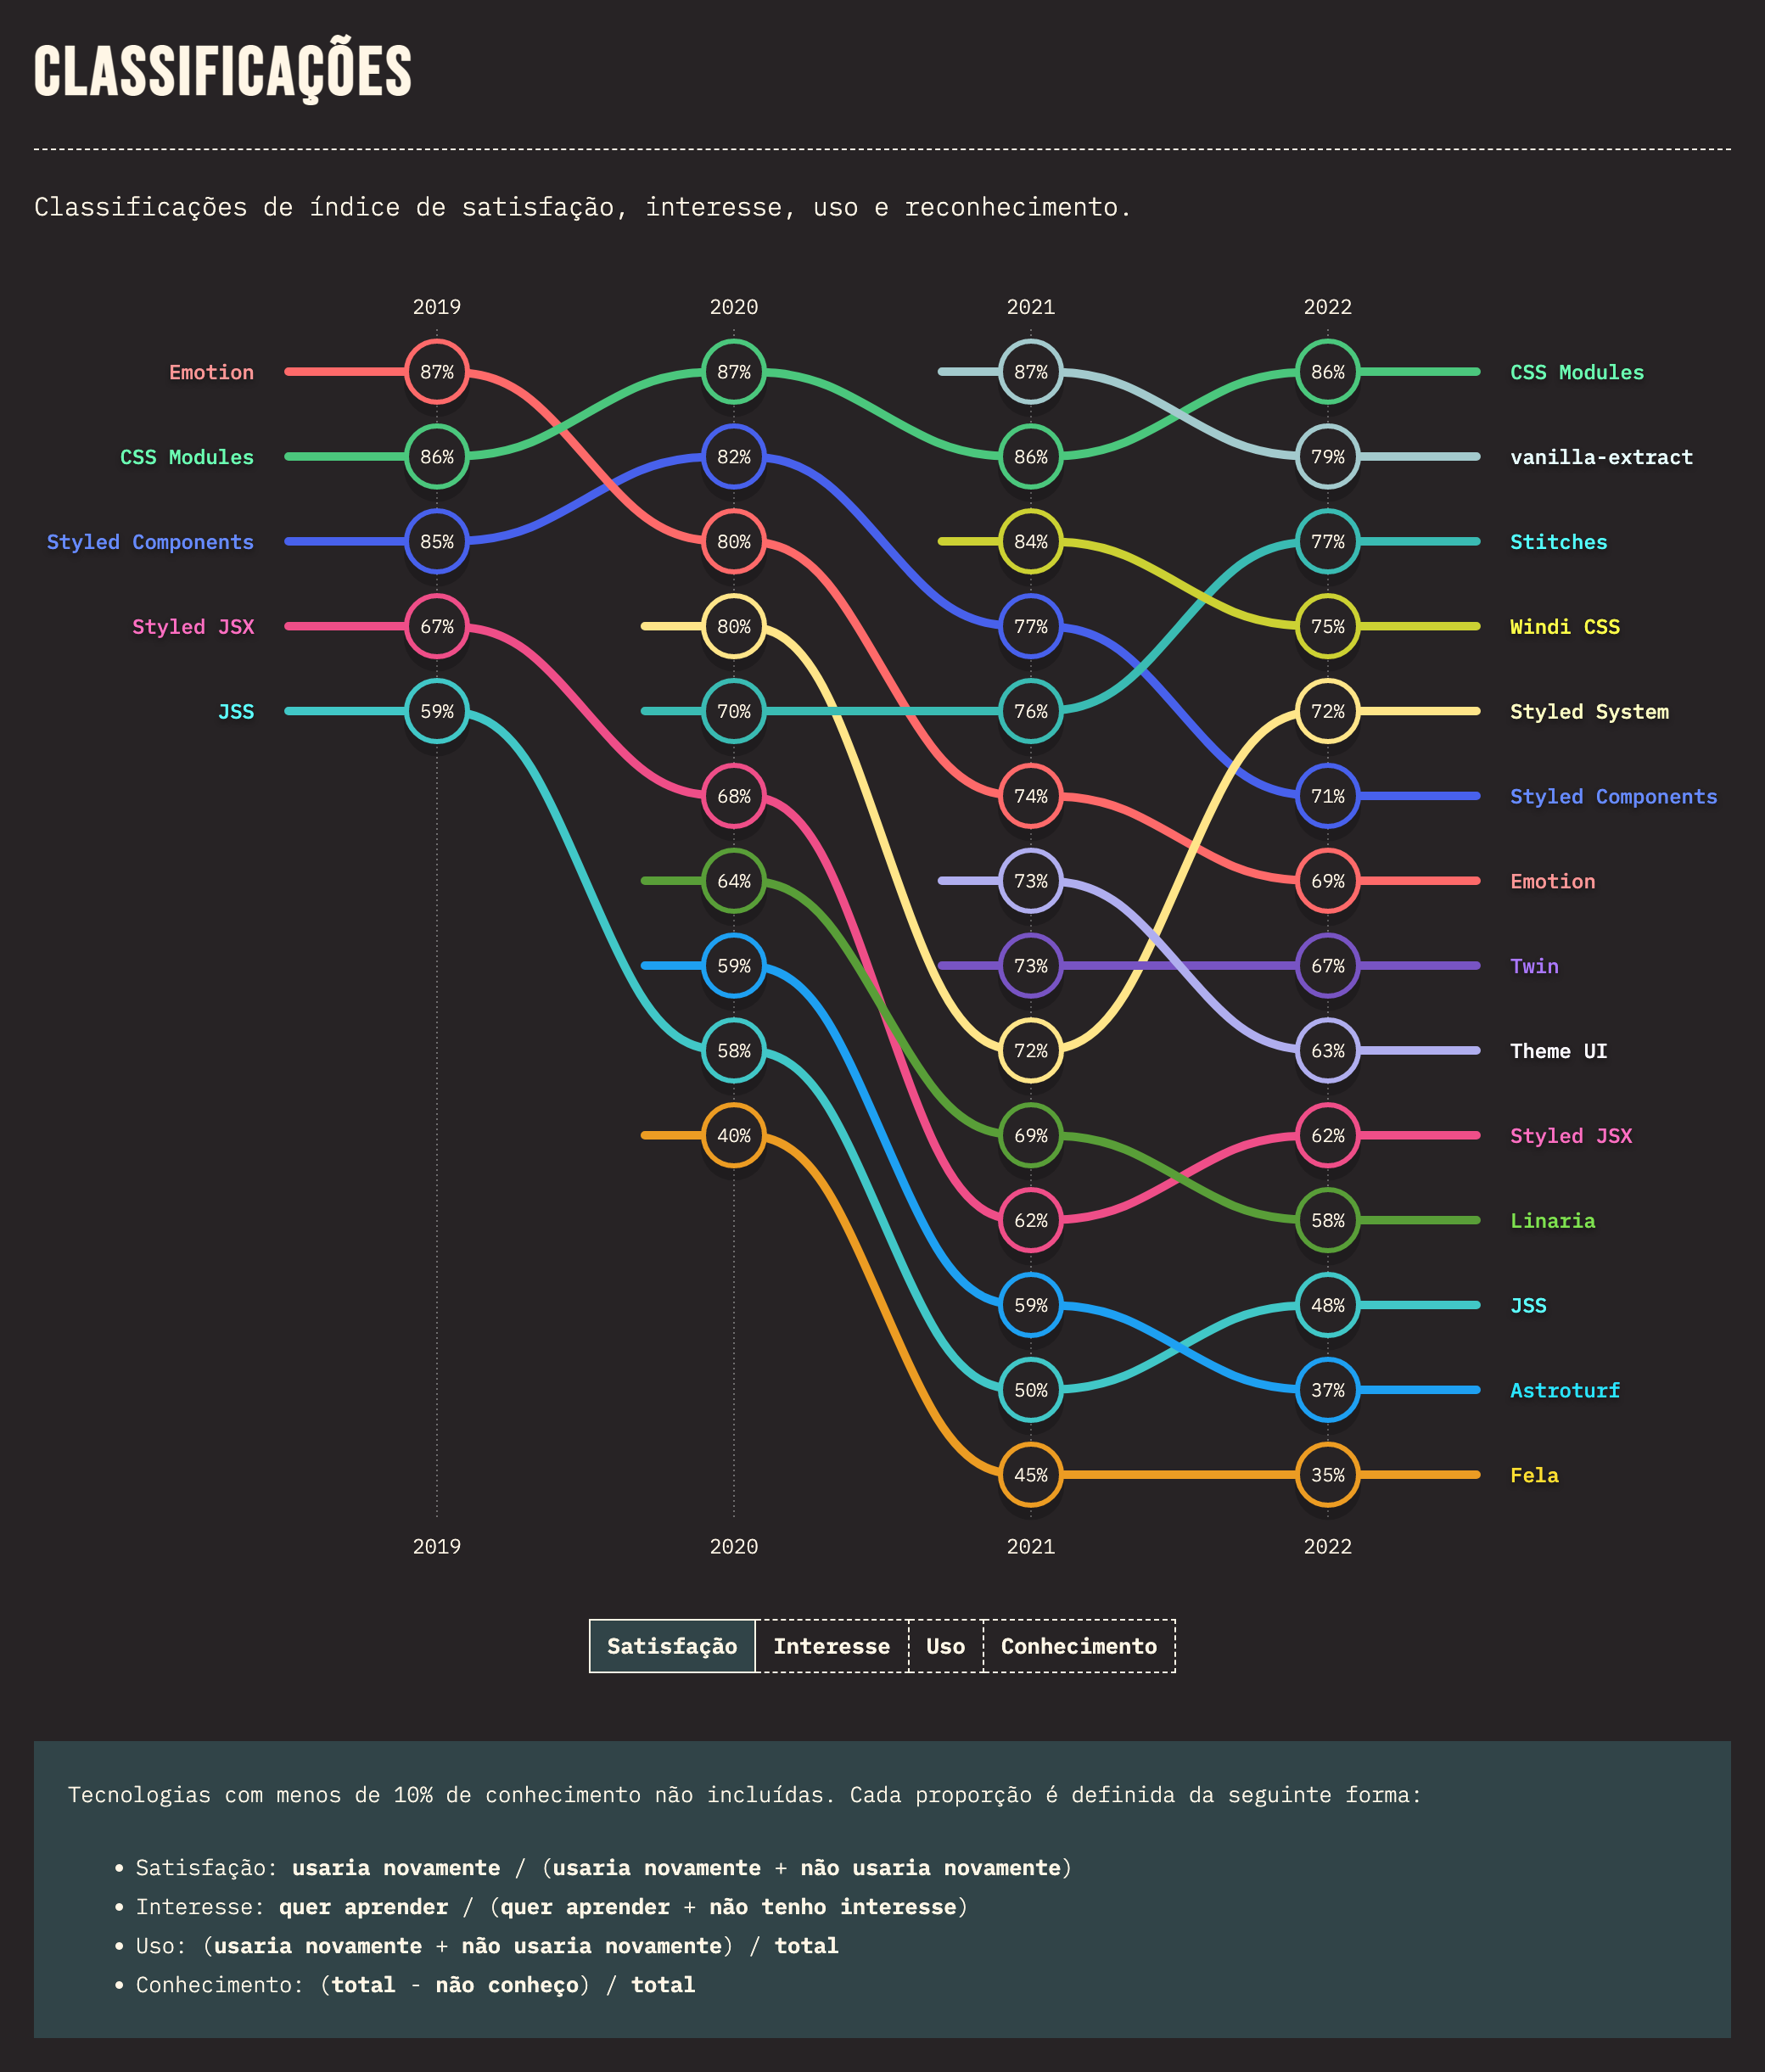 CLASSIFICAÇÕES
Classificações de índice de satisfação, interesse, uso e reconhecimento.
2019 2020 2021 2022
Emotion 87% 87% 87% 86% CSS Modules
CSS Modules 86% 82% 86% 79% vanilla-extract
Styled Components 85% 80% 84% 77% Stitches
Styled JSX 67% 80% 77% 75% Windi CSS
JSS 59% 70% 76% 72% Styled System
68% 74% 71% Styled Components
64% 73% 69% Emotion
59% 73% 67% Twin
58% 72% 63% Theme UI
40% 69% 62% Styled JSX
62% 58% Linaria
59% 48% JSS
50% 37% Astroturf
45% 35% Fela
2019 2020 2021 2022
Satisfação Interesse Uso Conhecimento
Tecnologias com menos de 10% de conhecimento não incluídas. Cada proporção é definida da seguinte forma:
• Satisfação: usaria novamente / (usaria novamente + não usaria novamente)
• Interesse: quer aprender / (quer aprender + não tenho interesse)
• Uso: (usaria novamente + não usaria novamente) / total
• Conhecimento: (total - não conheço) / total